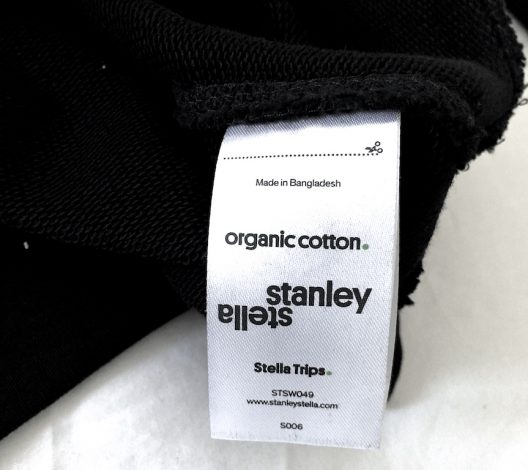 Made in Bangladesh
organic cotton.
stanley
stella
Stella Trips.
STSW049
www.stanleystella.com
S006